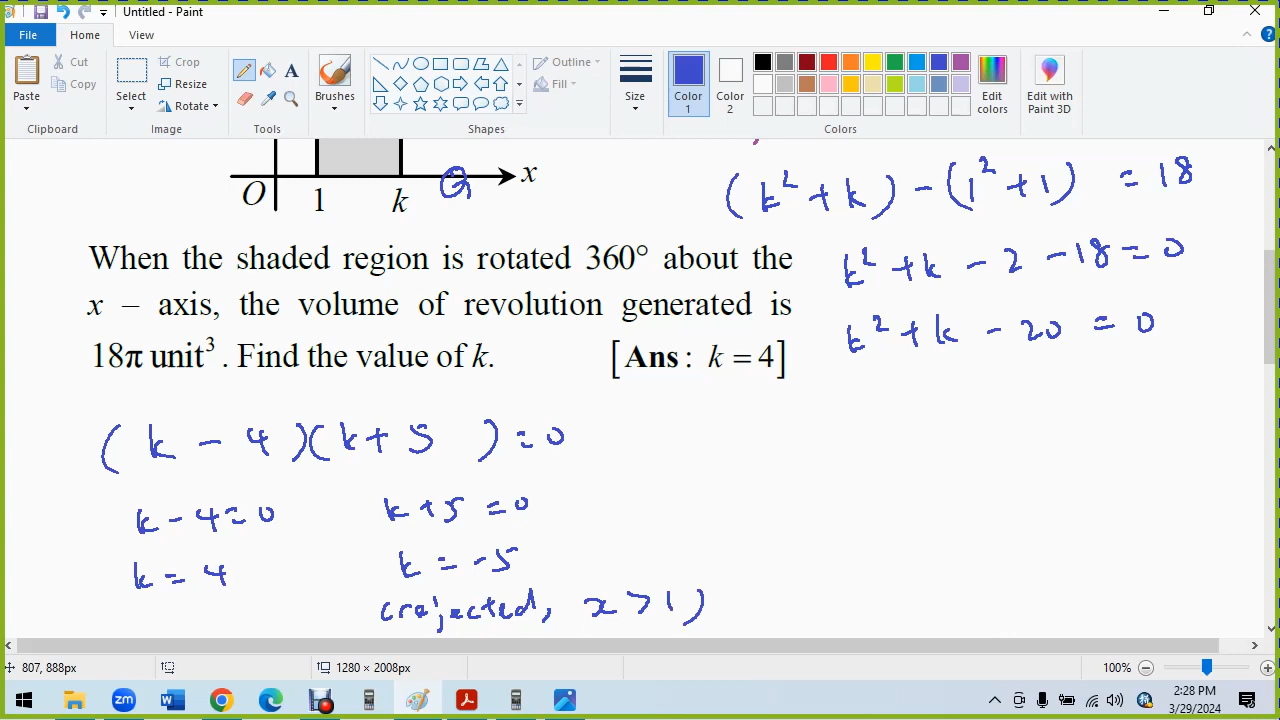 Untitled - Paint
File Home View
Paste
Cut
Copy
Clipboard
Select
Crop
Resize
Rotate
Image
Tools
Brushes
Shapes
Outline
Fill
Size
Color 1
Color 2
Edit colors
Colors
Edit with Paint 3D
O 1 k x
When the shaded region is rotated 360° about the
x – axis, the volume of revolution generated is
18π unit³. Find the value of k. [Ans: k = 4]
(k² + k) - (1² + 1) = 18
k² + k - 2 - 18 = 0
k² + k - 20 = 0
(k - 4)(k + 5) = 0
k - 4 = 0 k + 5 = 0
k = 4 k = -5
(rejected, x > 1)
807, 888px
1280 × 2008px
100%
zm
W
2:28 PM
3/29/2024